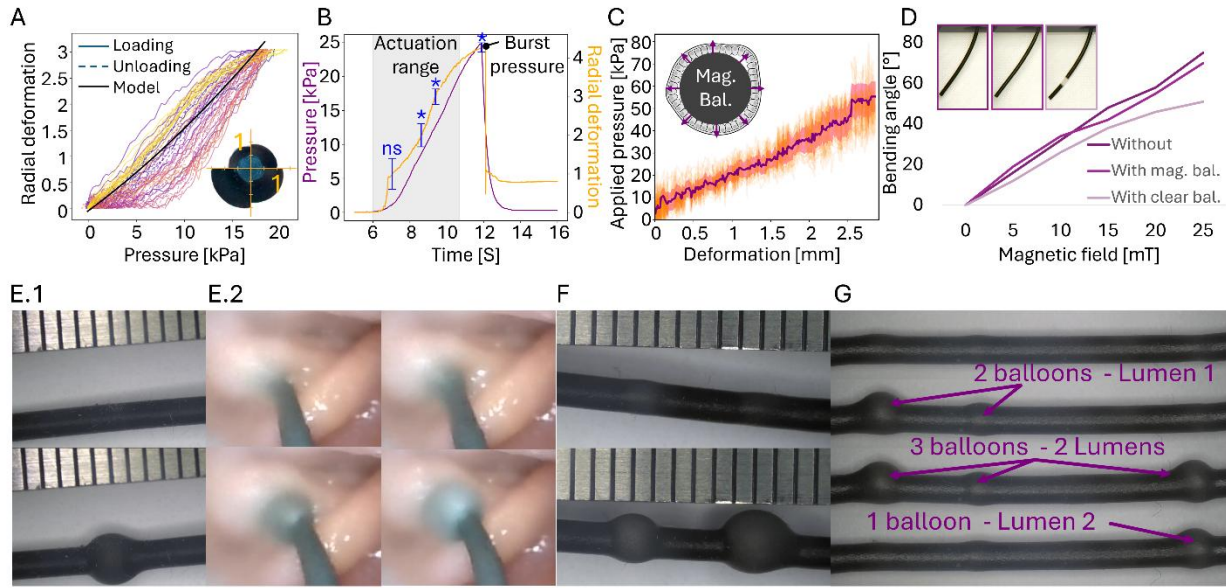 A
Radial deformation
3
2.5
2
1.5
1
0.5
0
Loading
Unloading
Model
1
1
0
5
10
15
20
Pressure [kPa]
B
Pressure [kPa]
25
20
15
10
5
0
Actuation
range
ns
*
*
*
Burst
pressure
4
3
2
1
0
Radial deformation
6
8
10
12
14
16
Time [S]
C
Applied pressure [kPa]
80
70
60
50
40
30
20
10
0
Mag.
Bal.
0
0.5
1
1.5
2
2.5
Deformation [mm]
D
Bending angle [°]
80
60
40
20
0
Without
With mag. bal.
With clear bal.
0
5
10
15
20
25
Magnetic field [mT]
E.1
E.2
F
G
2 balloons - Lumen 1
3 balloons - 2 Lumens
1 balloon - Lumen 2